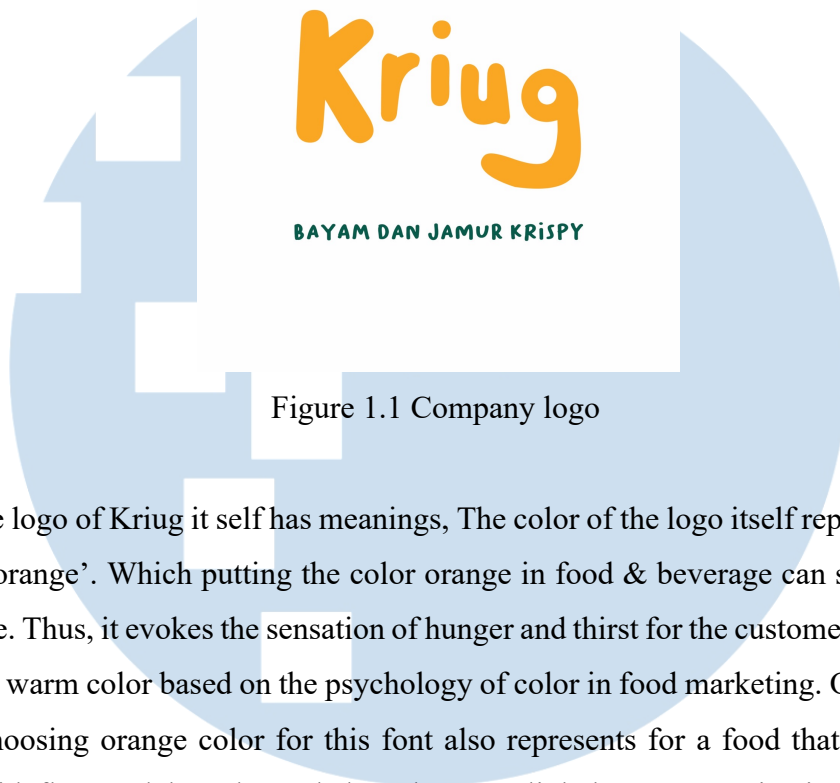 Kriug
BAYAM DAN JAMUR KRiSPY
Figure 1.1 Company logo
logo of Kriug it self has meanings, The color of the logo itself
orange’. Which putting the color orange in food & beverage can
Thus, it evokes the sensation of hunger and thirst for the
warm color based on the psychology of color in food marketing.
orange color for this font also represents for a food that